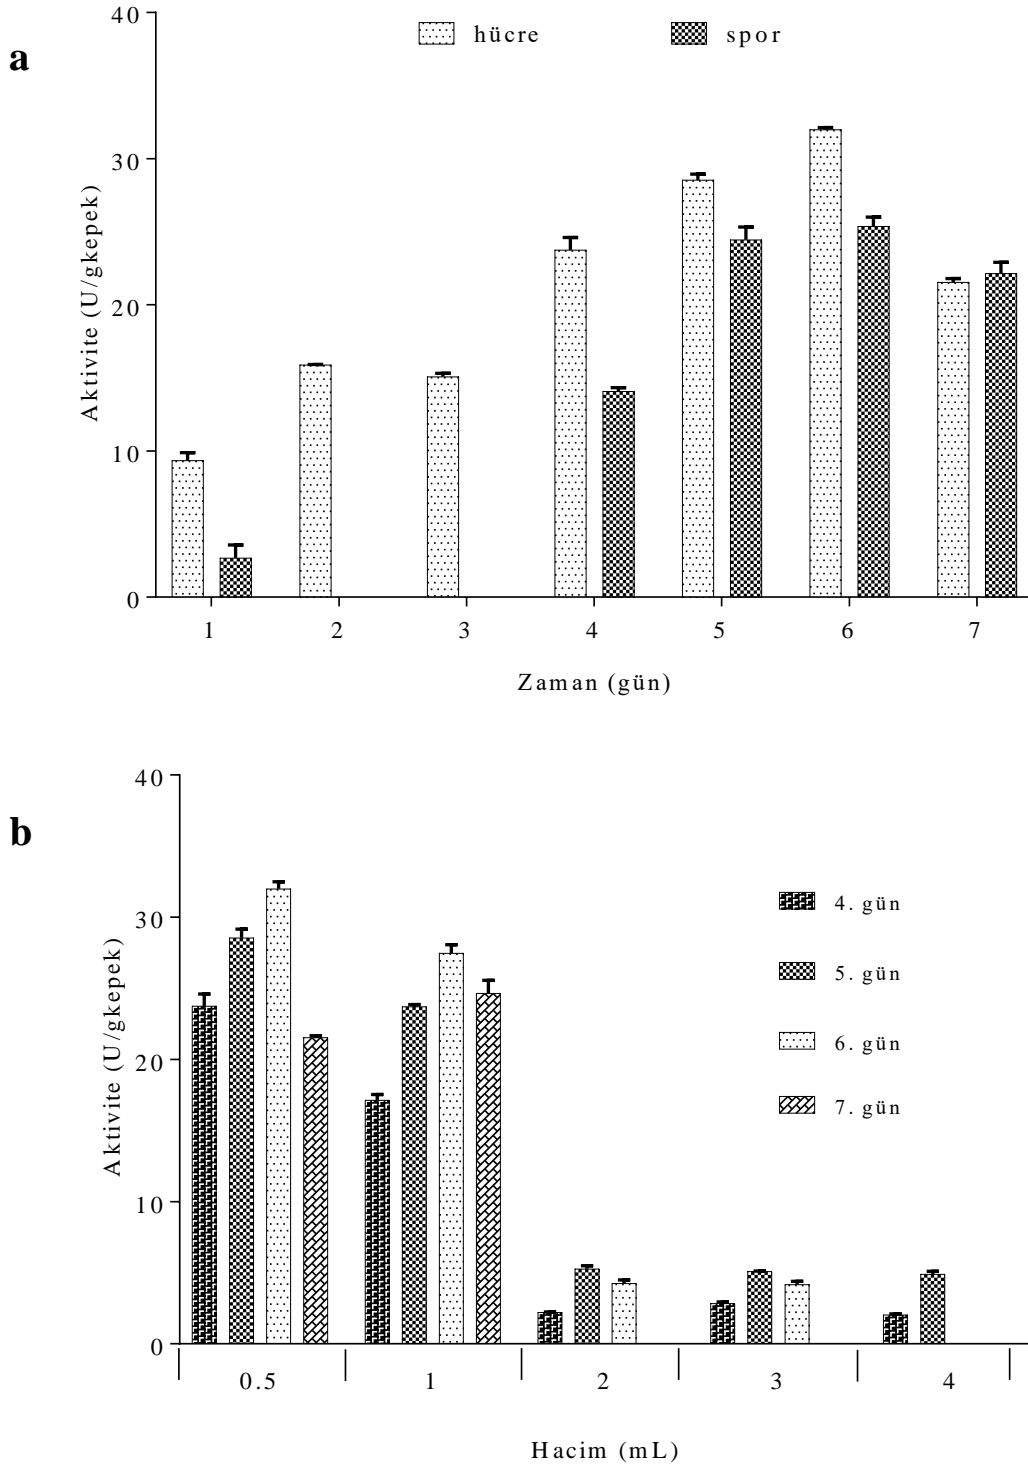 a
hücre spor
40
30
20
10
0
Aktivite (U/gkepek)
1 2 3 4 5 6 7
Zaman (gün)
b
40
30
20
10
0
Aktivite (U/gkepek)
4. gün
5. gün
6. gün
7. gün
0.5 1 2 3 4
Hacim (mL)